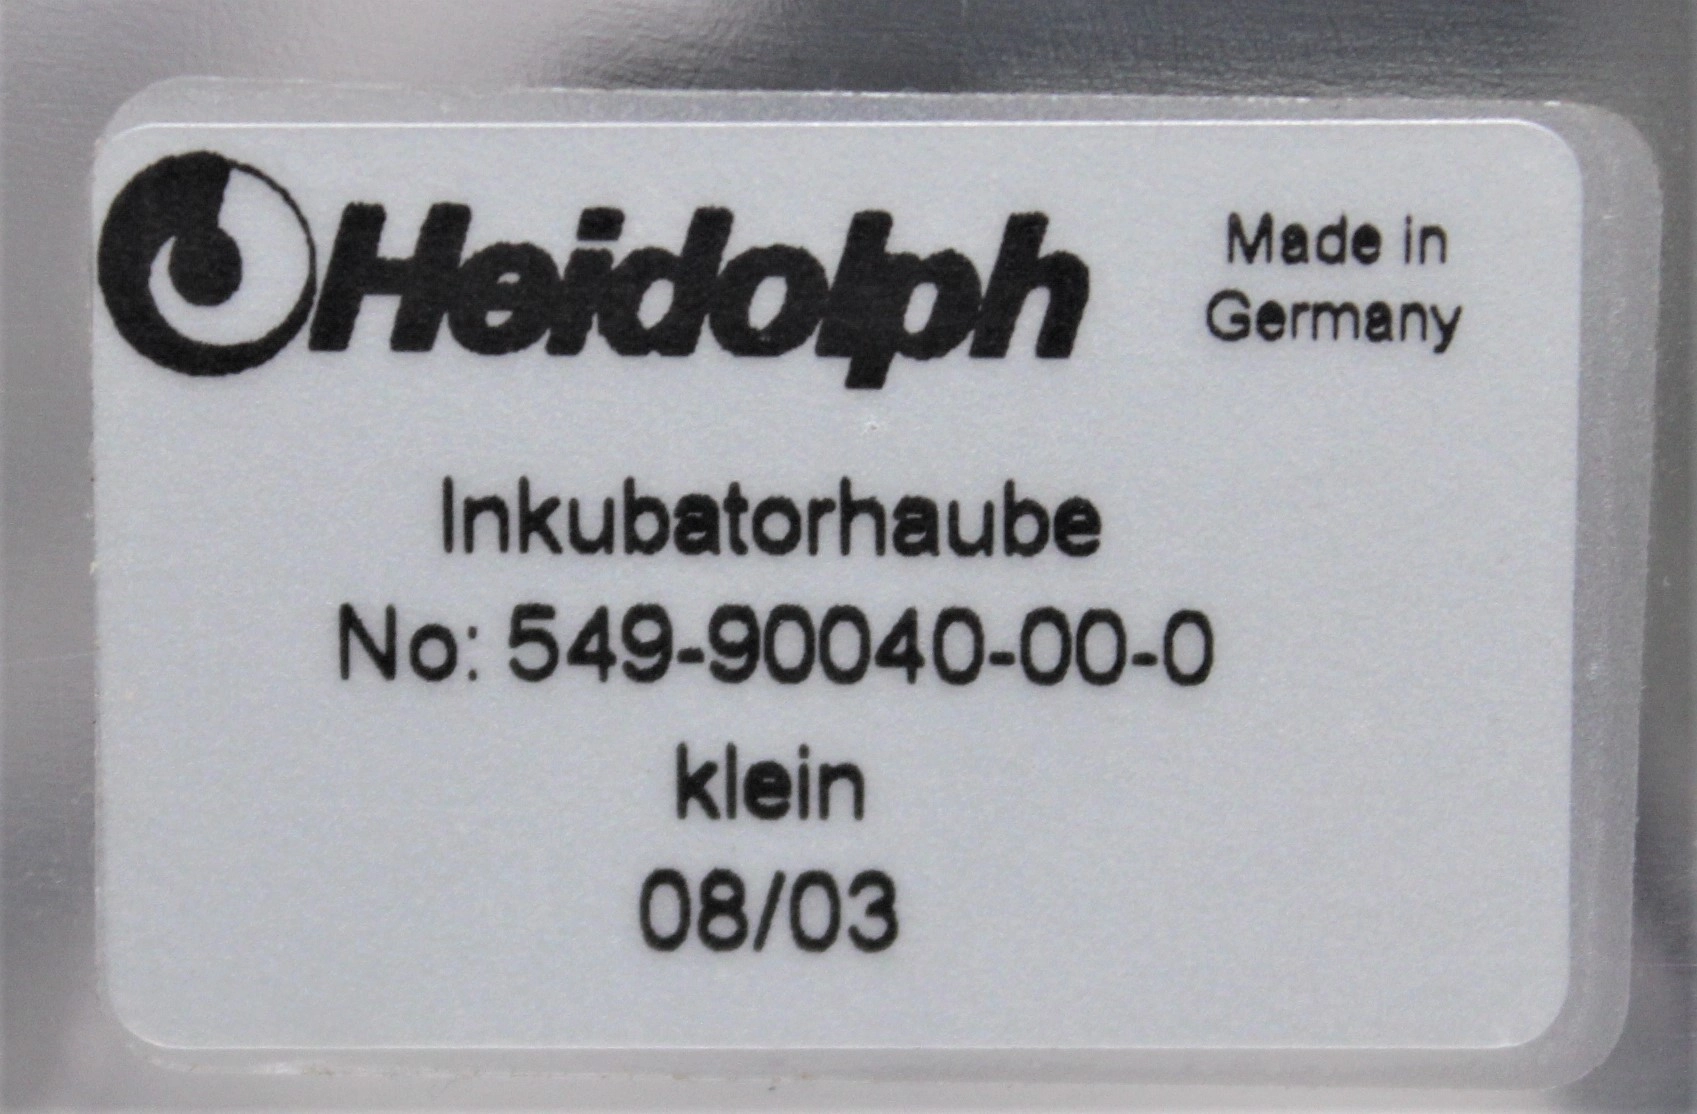 Heidolph
Made in
Germany
Inkubatorhaube
No: 549-90040-00-0
klein
08/03